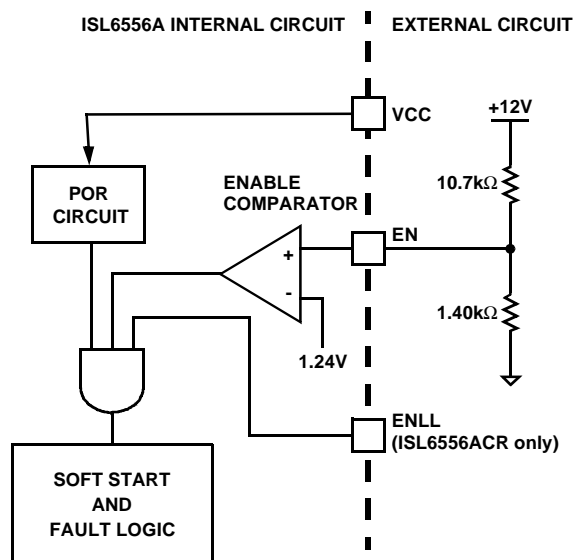 ISL6556A INTERNAL CIRCUIT
EXTERNAL CIRCUIT
VCC
+12V
POR
CIRCUIT
ENABLE
COMPARATOR
10.7kΩ
EN
+
-
1.24V
1.40kΩ
ENLL
(ISL6556ACR only)
SOFT START
AND
FAULT LOGIC